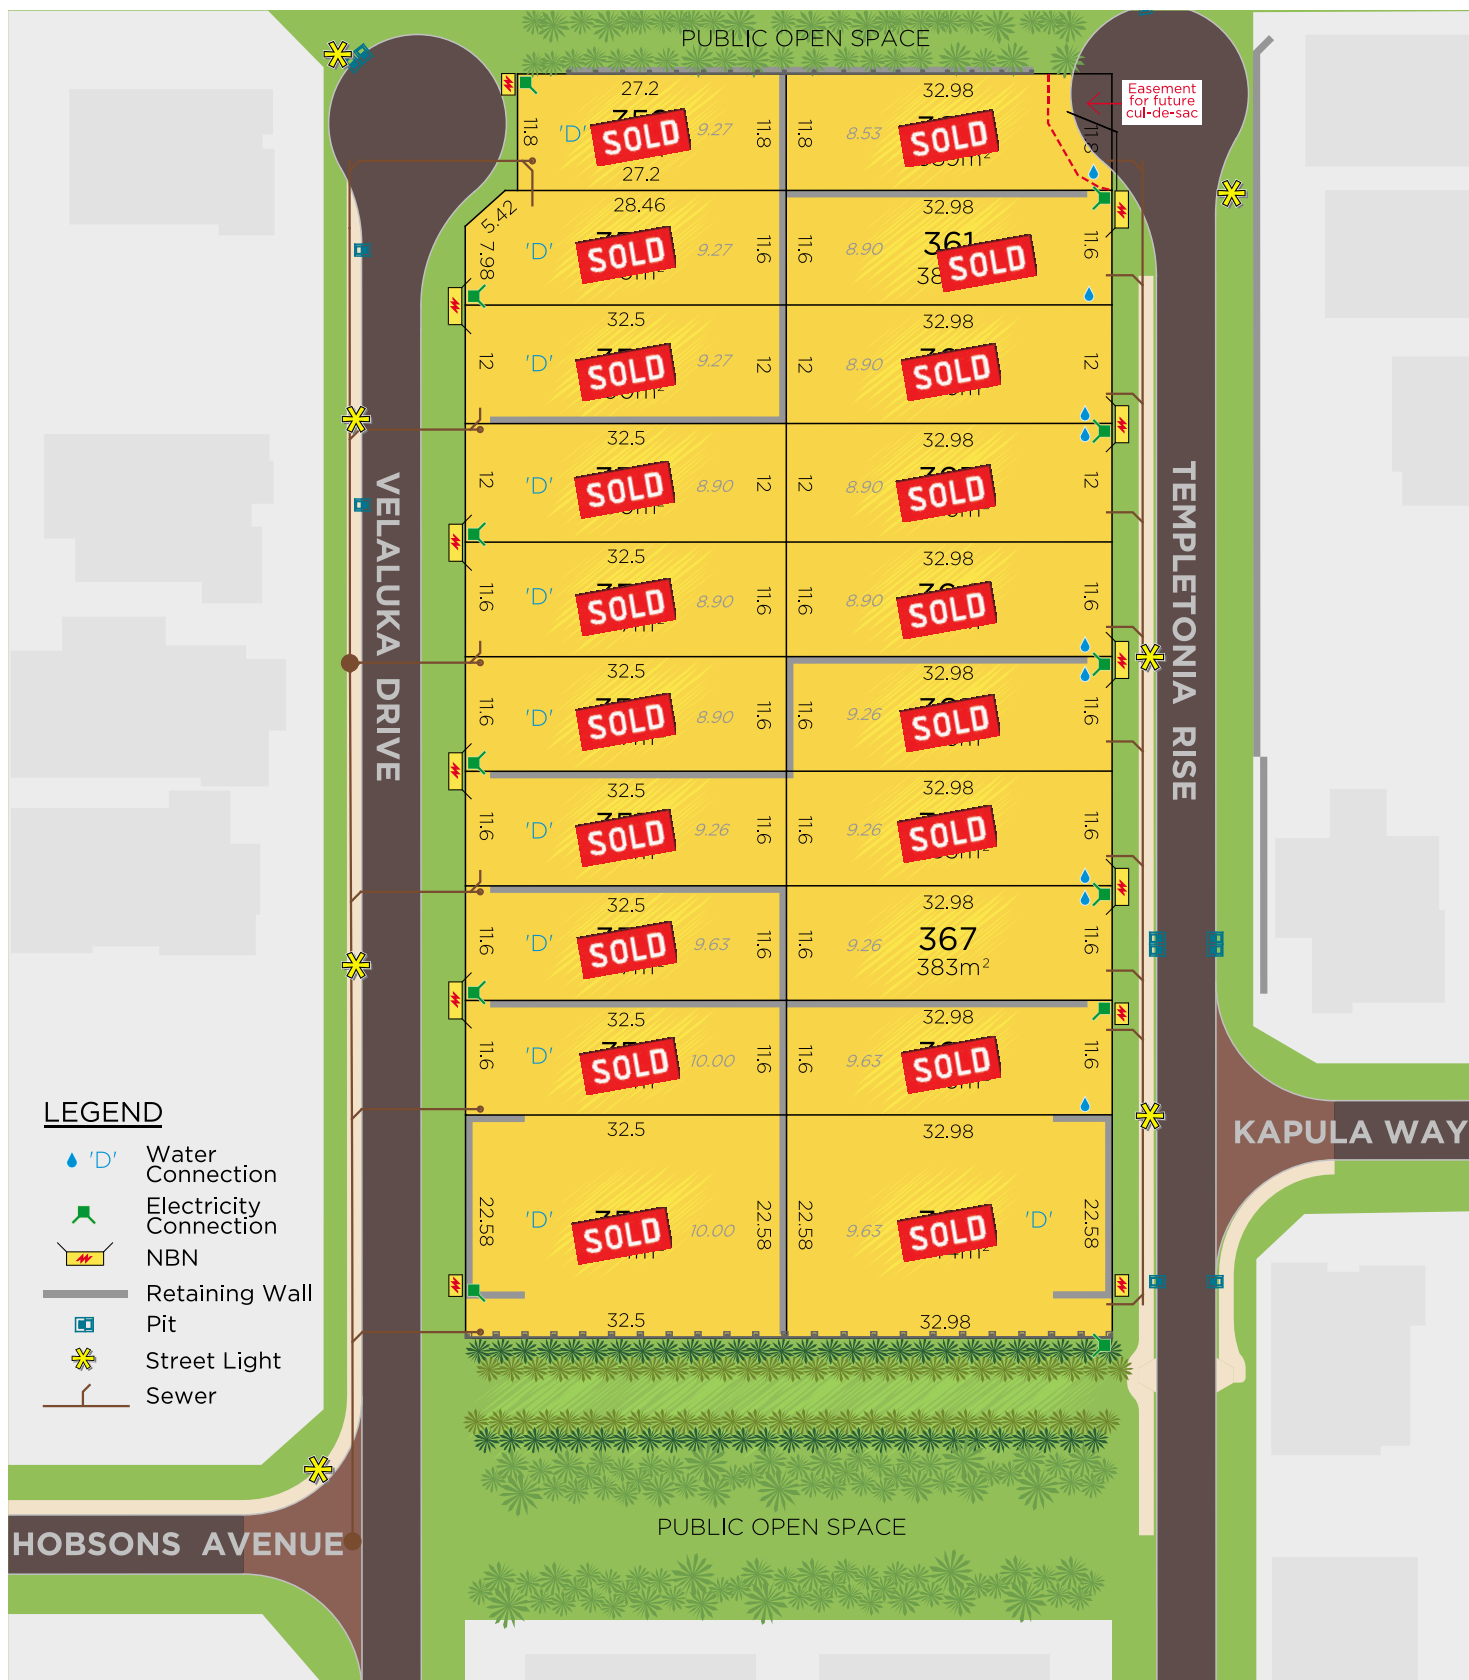 PUBLIC OPEN SPACE
Easement
for future
cul-de-sac
27.2
11.8
'D'
SOLD
9.27
11.8
27.2
32.98
11.8
8.53
SOLD
11.8
5.42
7.98
28.46
'D'
SOLD
9.27
11.6
32.98
11.6
8.90
361
SOLD
11.6
32.5
12
'D'
SOLD
9.27
12
32.98
12
8.90
SOLD
12
32.5
12
'D'
SOLD
8.90
12
32.98
12
8.90
SOLD
12
32.5
11.6
'D'
SOLD
8.90
11.6
32.98
11.6
8.90
SOLD
11.6
32.5
11.6
'D'
SOLD
8.90
11.6
32.98
11.6
9.26
SOLD
11.6
32.5
11.6
'D'
SOLD
9.26
11.6
32.98
11.6
9.26
SOLD
11.6
32.5
11.6
'D'
SOLD
9.63
11.6
32.98
11.6
9.26
367
383m²
11.6
32.5
11.6
'D'
SOLD
10.00
11.6
32.98
11.6
9.63
SOLD
11.6
32.5
22.58
'D'
SOLD
10.00
22.58
32.5
32.98
22.58
9.63
SOLD
'D'
22.58
32.98
VELALUKA DRIVE
TEMPLETONIA RISE
KAPULA WAY
HOBSONS AVENUE
PUBLIC OPEN SPACE
LEGEND
'D' Water
Connection
Electricity
Connection
NBN
Retaining Wall
Pit
Street Light
Sewer